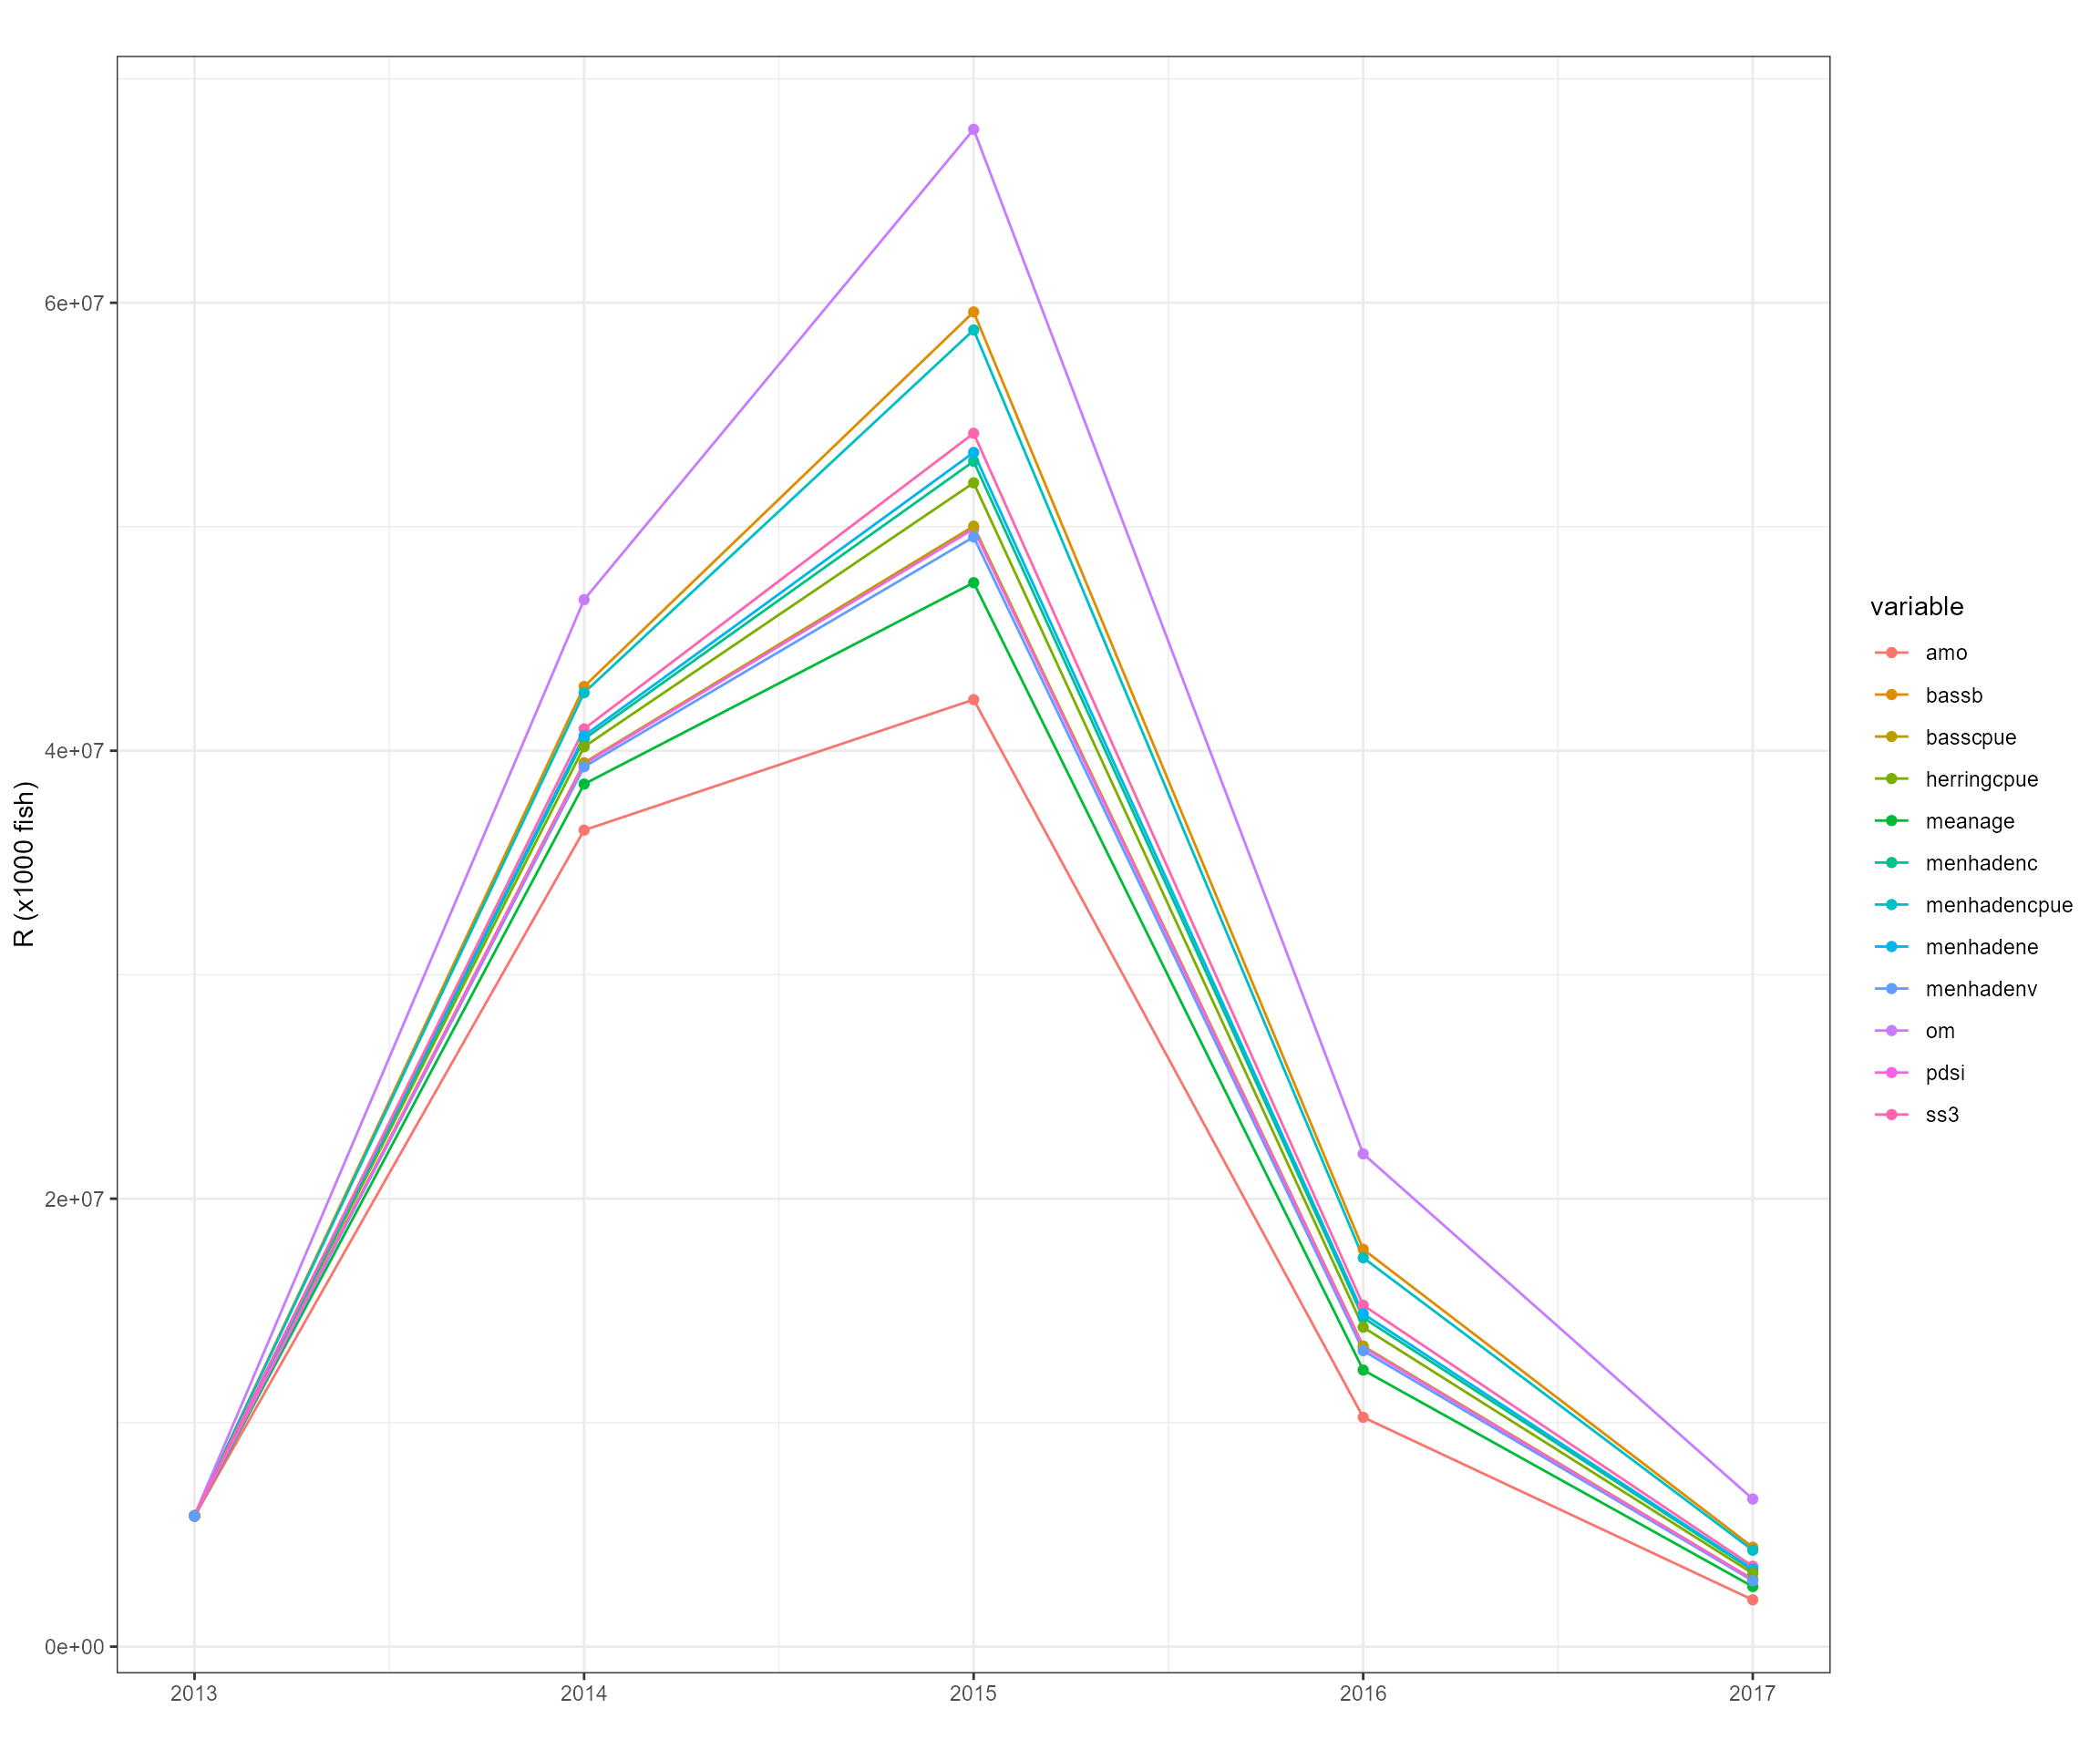 R (x1000 fish)
6e+07
4e+07
2e+07
0e+00
2013
2014
2015
2016
2017
variable
amo
bassb
basscpue
herringcpue
meanage
menhadenc
menhadencpue
menhadene
menhadenv
om
pdsi
ss3